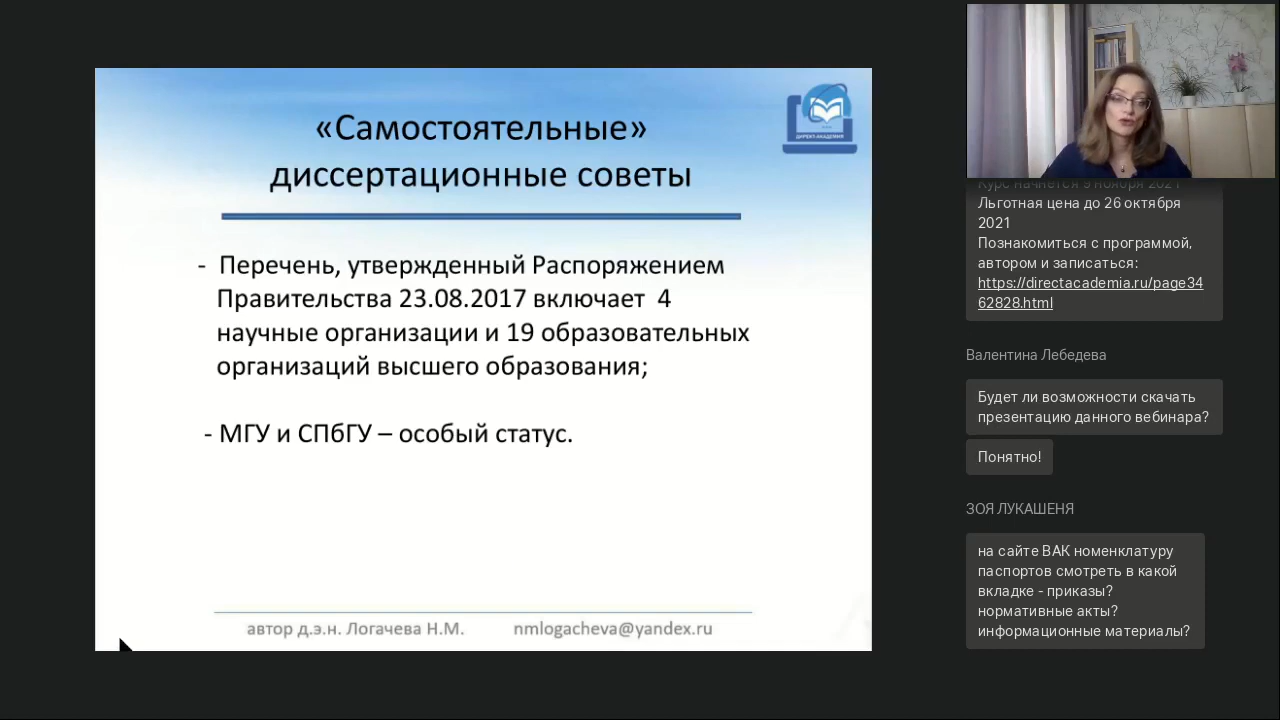 «Самостоятельные»
диссертационные советы
ДИРЕКТ-АКАДЕМИЯ
- Перечень, утвержденный Распоряжением
Правительства 23.08.2017 включает 4
научные организации и 19 образовательных
организаций высшего образования;
- МГУ и СПбГУ – особый статус.
автор д.э.н. Логачева Н.М. nmlogacheva@yandex.ru
Курс начнется 9 ноября 2021
Льготная цена до 26 октября
2021
Познакомиться с программой,
автором и записаться:
https://directacademia.ru/page34
62828.html
Валентина Лебедева
Будет ли возможности скачать
презентацию данного вебинара?
Понятно!
ЗОЯ ЛУКАШЕНЯ
на сайте ВАК номенклатуру
паспортов смотреть в какой
вкладке - приказы?
нормативные акты?
информационные материалы?